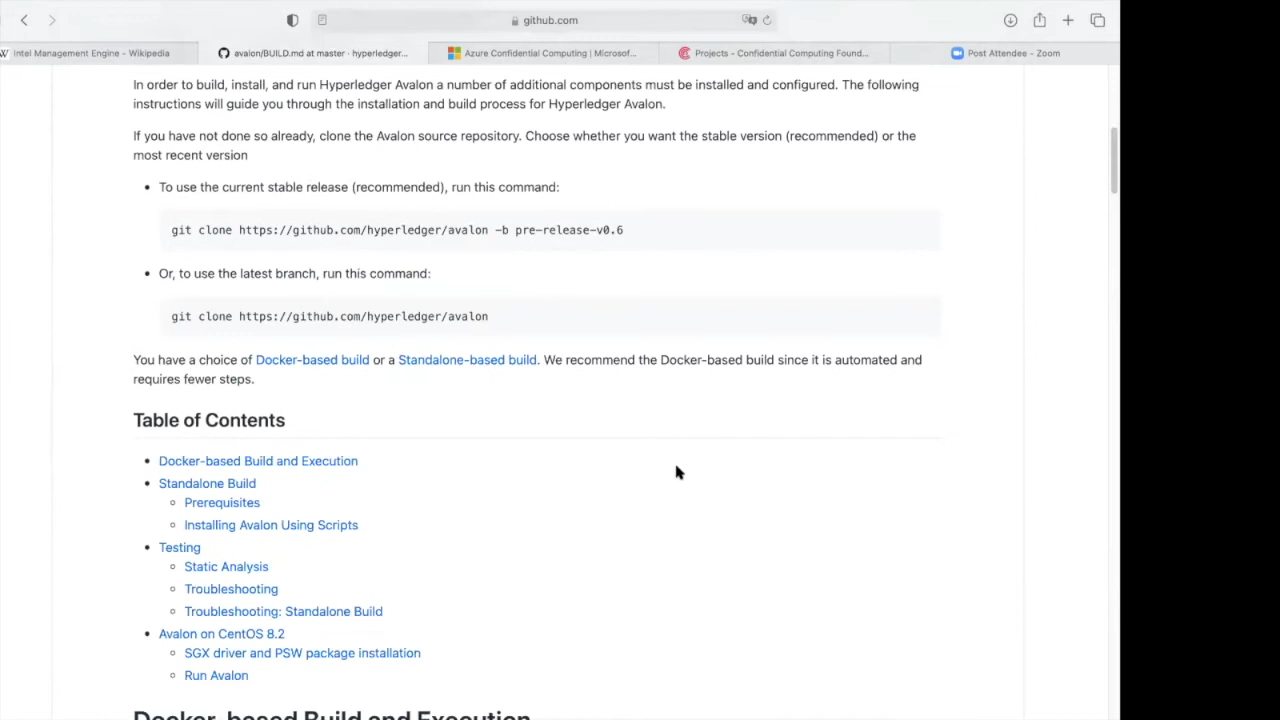 github.com
Intel Management Engine - Wikipedia
avalon/BUILD.md at master · hyperledger...
Azure Confidential Computing | Microsof...
Projects - Confidential Computing Found...
Post Attendee - Zoom
In order to build, install, and run Hyperledger Avalon a number of additional components must be installed and configured. The following
instructions will guide you through the installation and build process for Hyperledger Avalon.
If you have not done so already, clone the Avalon source repository. Choose whether you want the stable version (recommended) or the
most recent version
• To use the current stable release (recommended), run this command:
git clone https://github.com/hyperledger/avalon -b pre-release-v0.6
• Or, to use the latest branch, run this command:
git clone https://github.com/hyperledger/avalon
You have a choice of Docker-based build or a Standalone-based build. We recommend the Docker-based build since it is automated and
requires fewer steps.
Table of Contents
• Docker-based Build and Execution
• Standalone Build
◦ Prerequisites
◦ Installing Avalon Using Scripts
• Testing
◦ Static Analysis
◦ Troubleshooting
◦ Troubleshooting: Standalone Build
• Avalon on CentOS 8.2
◦ SGX driver and PSW package installation
◦ Run Avalon
Docker-based Build and Execution